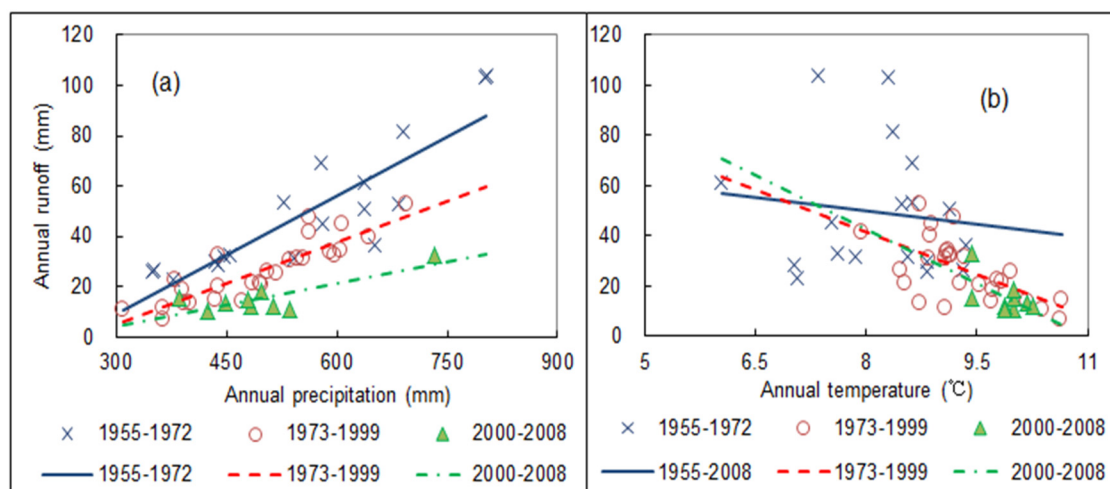 120
100
80
60
40
20
0
300 450 600 750 900
Annual runoff (mm)
(a)
Annual precipitation (mm)
× 1955-1972 1973-1999 2000-2008
1955-1972 1973-1999 2000-2008
120
100
80
60
40
20
0
5 6.5 8 9.5 11
(b)
Annual temperature (℃)
1955-1972 1973-1999 2000-2008
1955-2008 1973-1999 2000-2008